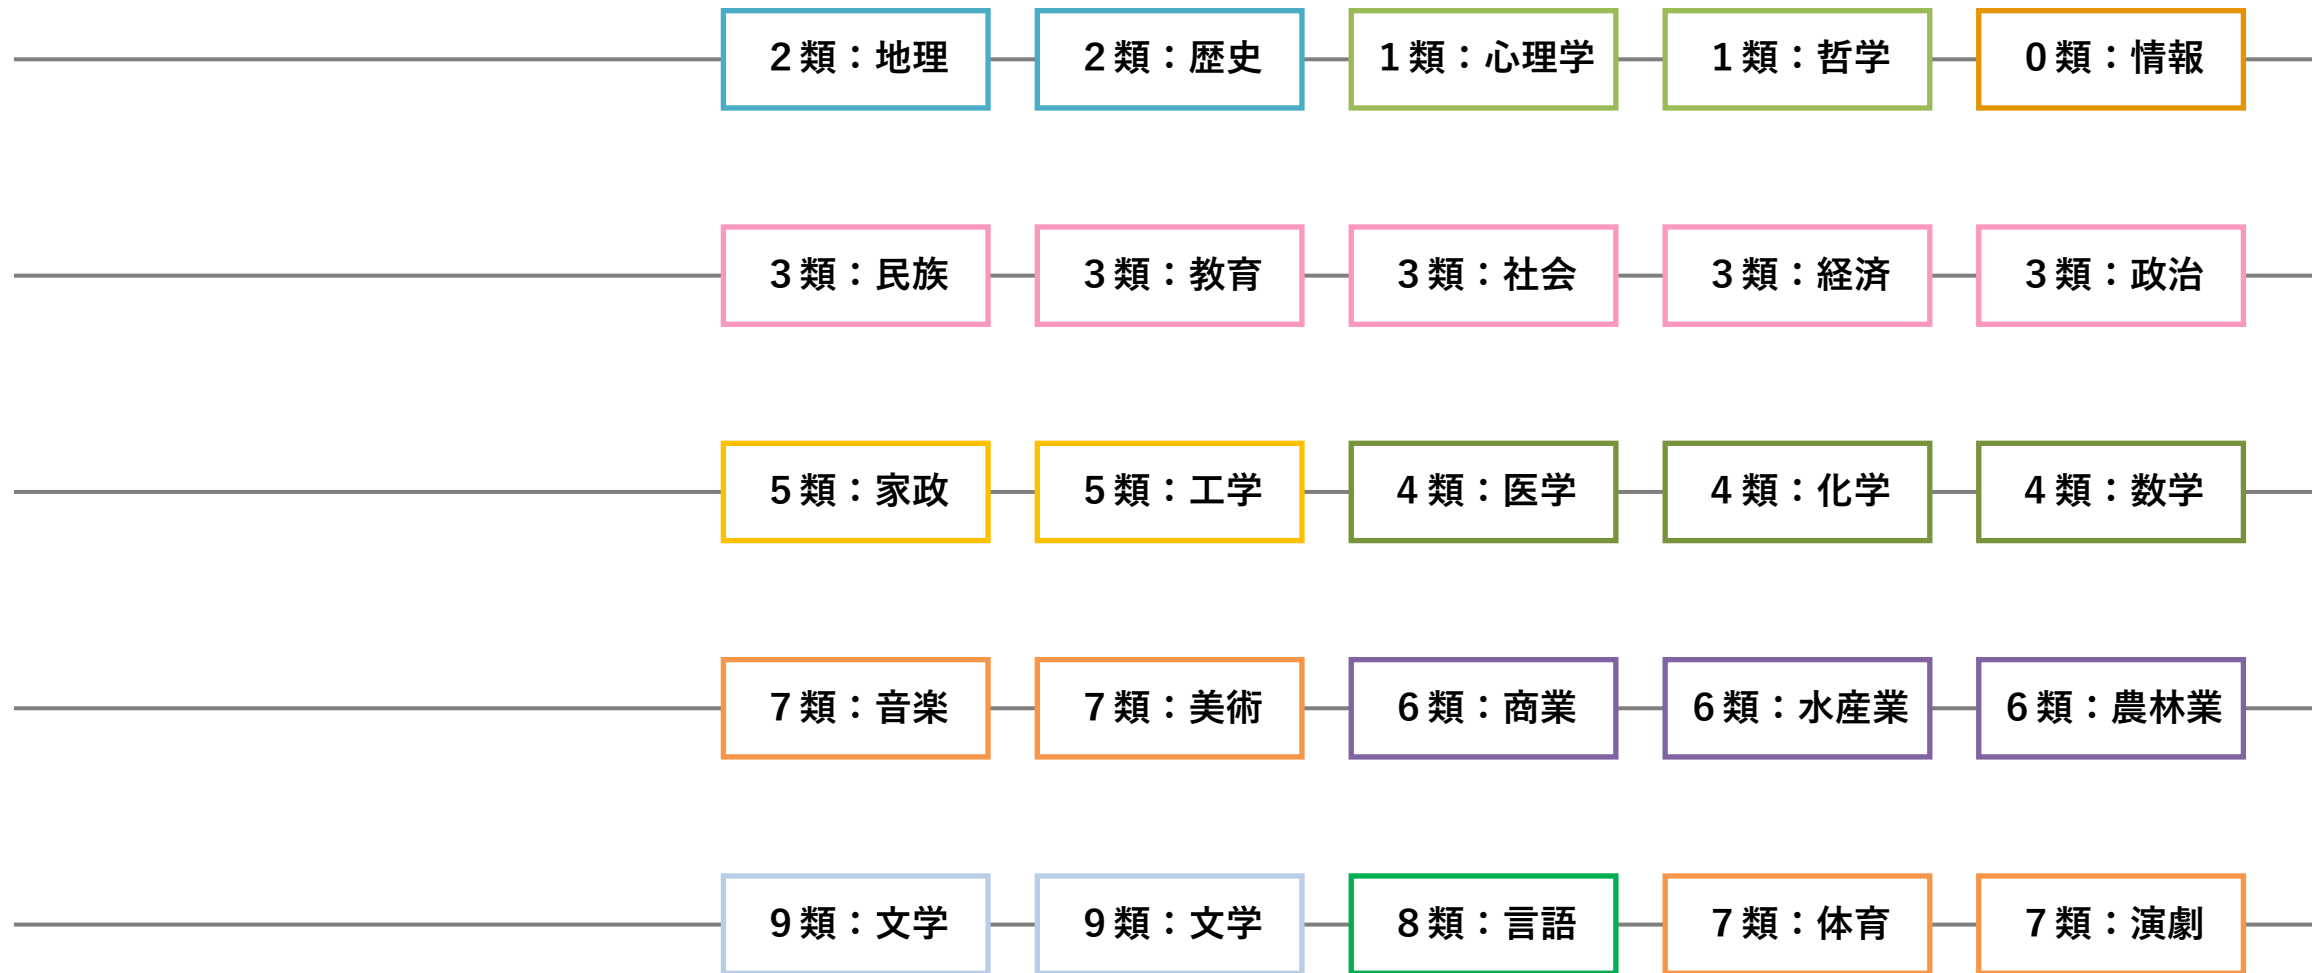 2類：地理 2類：歴史 1類：心理学 1類：哲学 0類：情報
3類：民族 3類：教育 3類：社会 3類：経済 3類：政治
5類：家政 5類：工学 4類：医学 4類：化学 4類：数学
7類：音楽 7類：美術 6類：商業 6類：水産業 6類：農林業
9類：文学 9類：文学 8類：言語 7類：体育 7類：演劇